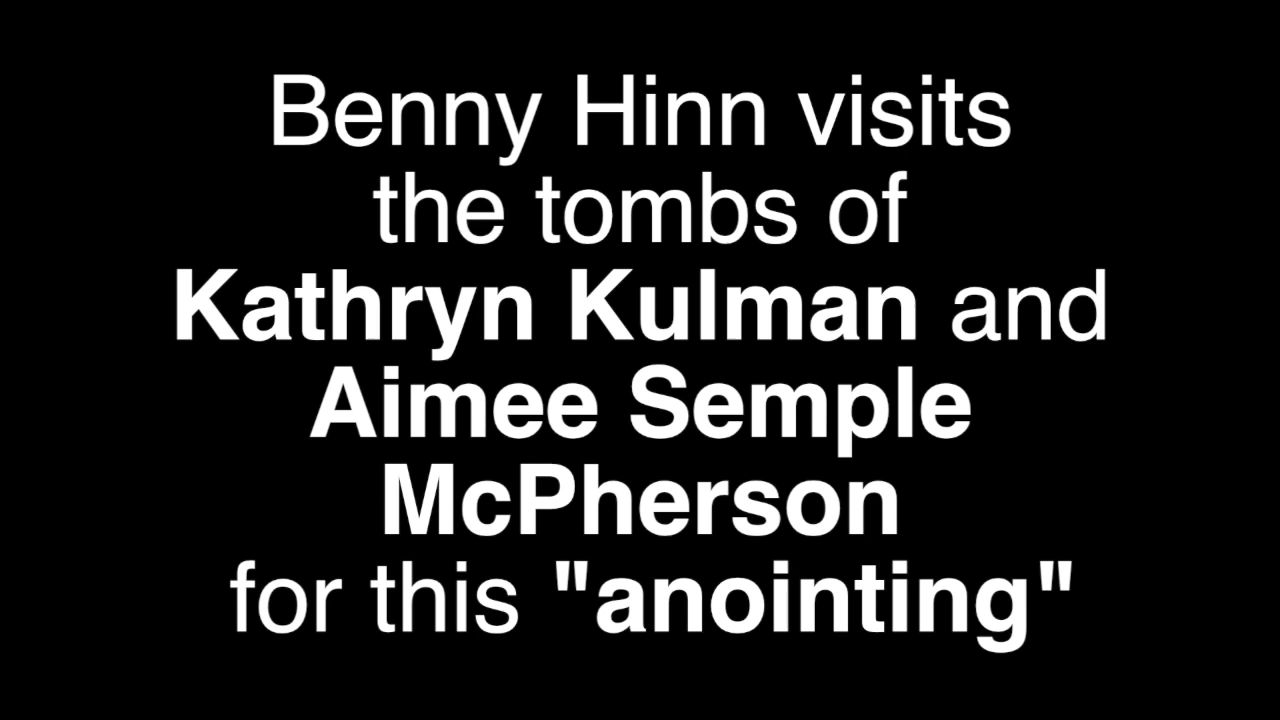 Benny Hinn visits
the tombs of
Kathryn Kulman and
Aimee Semple
McPherson
for this "anointing"